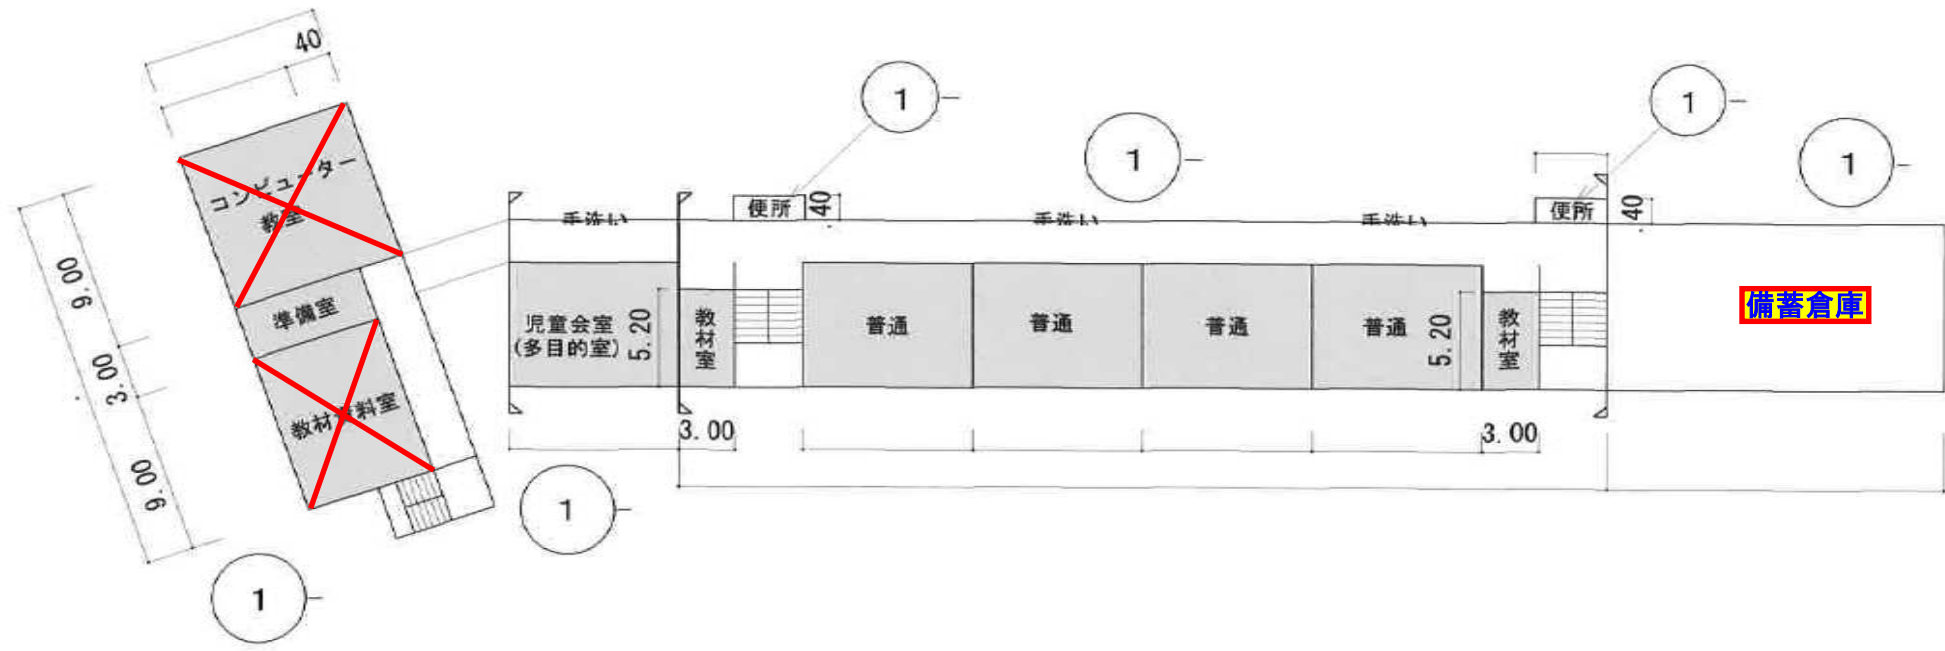 40
コンピューター
教室
準備室
教材資料室
9.00
3.00
9.00
1
1
1
1
1
1
便所
.40
便所
.40
手洗い
手洗い
手洗い
児童会室
(多目的室)
5.20
教材室
普通
普通
普通
普通
5.20
教材室
備蓄倉庫
3.00
3.00